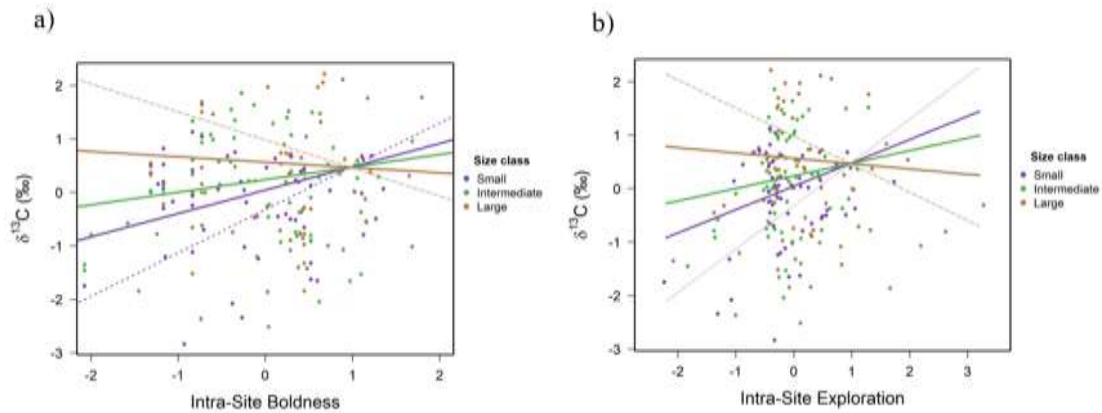 a)
2
1
0
-1
-2
-3
δ13C (‰)
-2 -1 0 1 2
Intra-Site Boldness
Size class
Small
Intermediate
Large
b)
2
1
0
-1
-2
-3
δ13C (‰)
-2 -1 0 1 2 3
Intra-Site Exploration
Size class
Small
Intermediate
Large